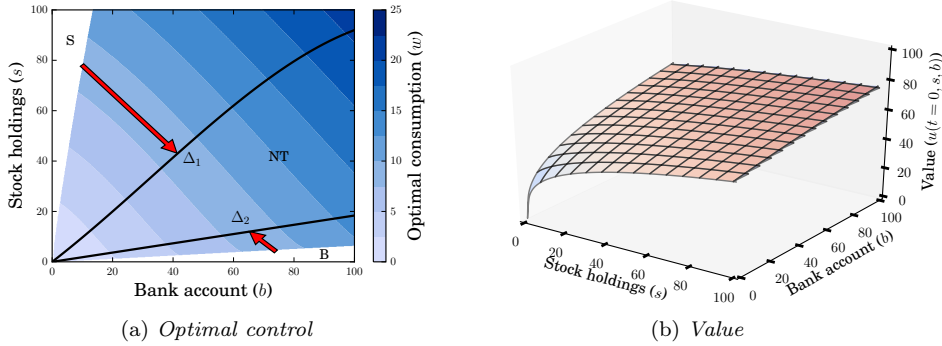 100
80
60
40
20
0
Stock holdings (s)
S
Δ1
NT
Δ2
B
0 20 40 60 80 100
Bank account (b)
25
20
15
10
5
0
Optimal consumption (w)
(a) Optimal control
100
80
60
40
20
0
Value (u(t = 0, s, b))
0 20 40 60 80 100
Stock holdings (s)
0 20 40 60 80 100
Bank account (b)
(b) Value